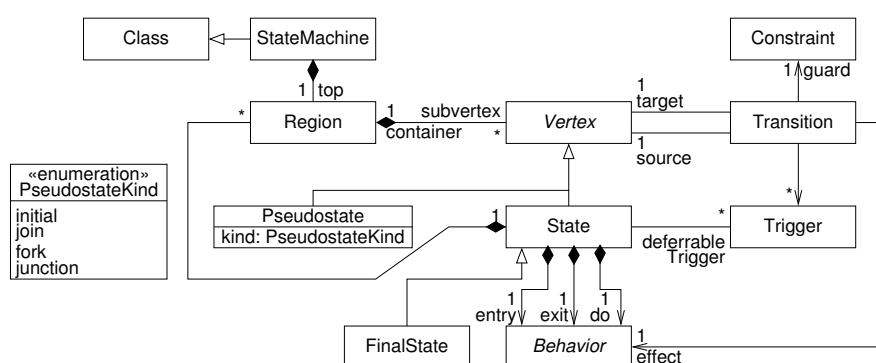 Class
StateMachine
Constraint
1 top
1 guard
1
target
* Region
1
container
subvertex
*
Vertex
Transition
1
source
«enumeration»
PseudostateKind
initial
join
fork
junction
Pseudostate
kind: PseudostateKind
1
State
*
deferrable
Trigger
*
Trigger
1
entry
1
exit
1
do
FinalState
Behavior
1
effect